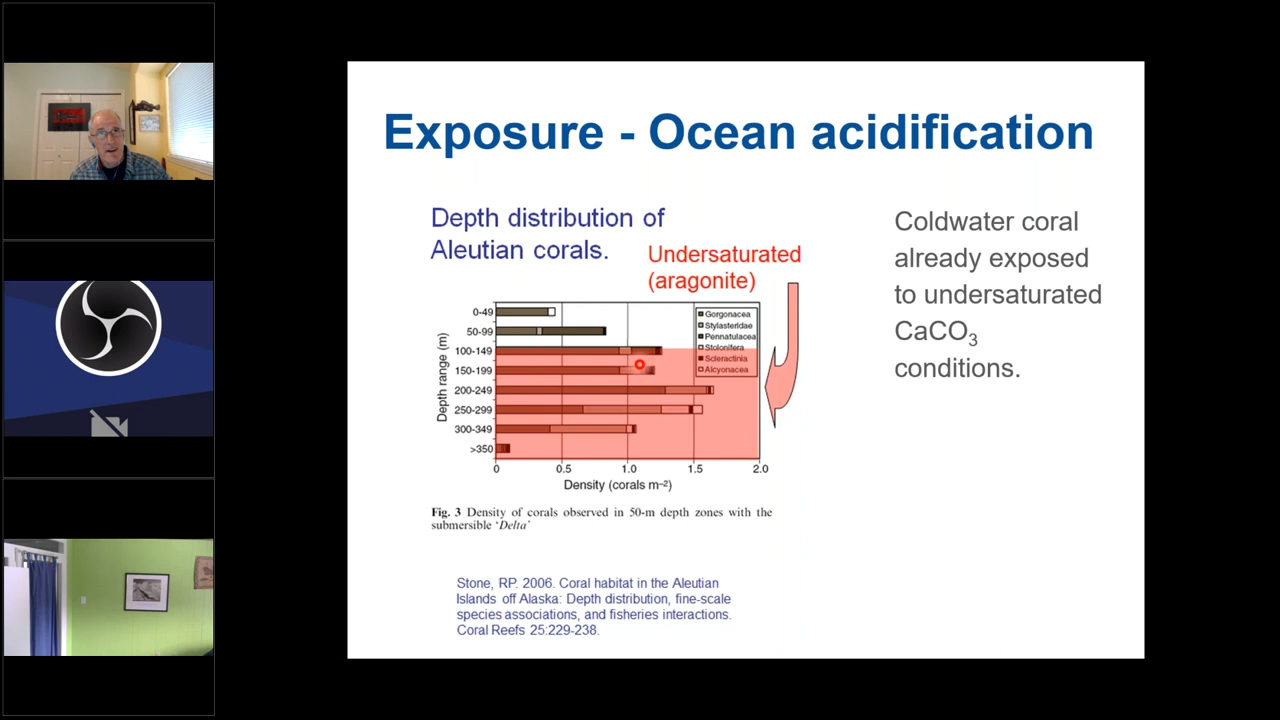 Exposure - Ocean acidification
Depth distribution of
Aleutian corals.
Undersaturated
(aragonite)
Coldwater coral
already exposed
to undersaturated
CaCO3
conditions.
Depth range (m)
0-49
50-99
100-149
150-199
200-249
250-299
300-349
>350
Gorgonacea
Stylasteridae
Pennatulacea
Stolonifera
Scleractinia
Alcyonacea
0 0.5 1.0 1.5 2.0
Density (corals m–2)
Fig. 3 Density of corals observed in 50-m depth zones with the
submersible ‘Delta’
Stone, RP. 2006. Coral habitat in the Aleutian
Islands off Alaska: Depth distribution, fine-scale
species associations, and fisheries interactions.
Coral Reefs 25:229-238.